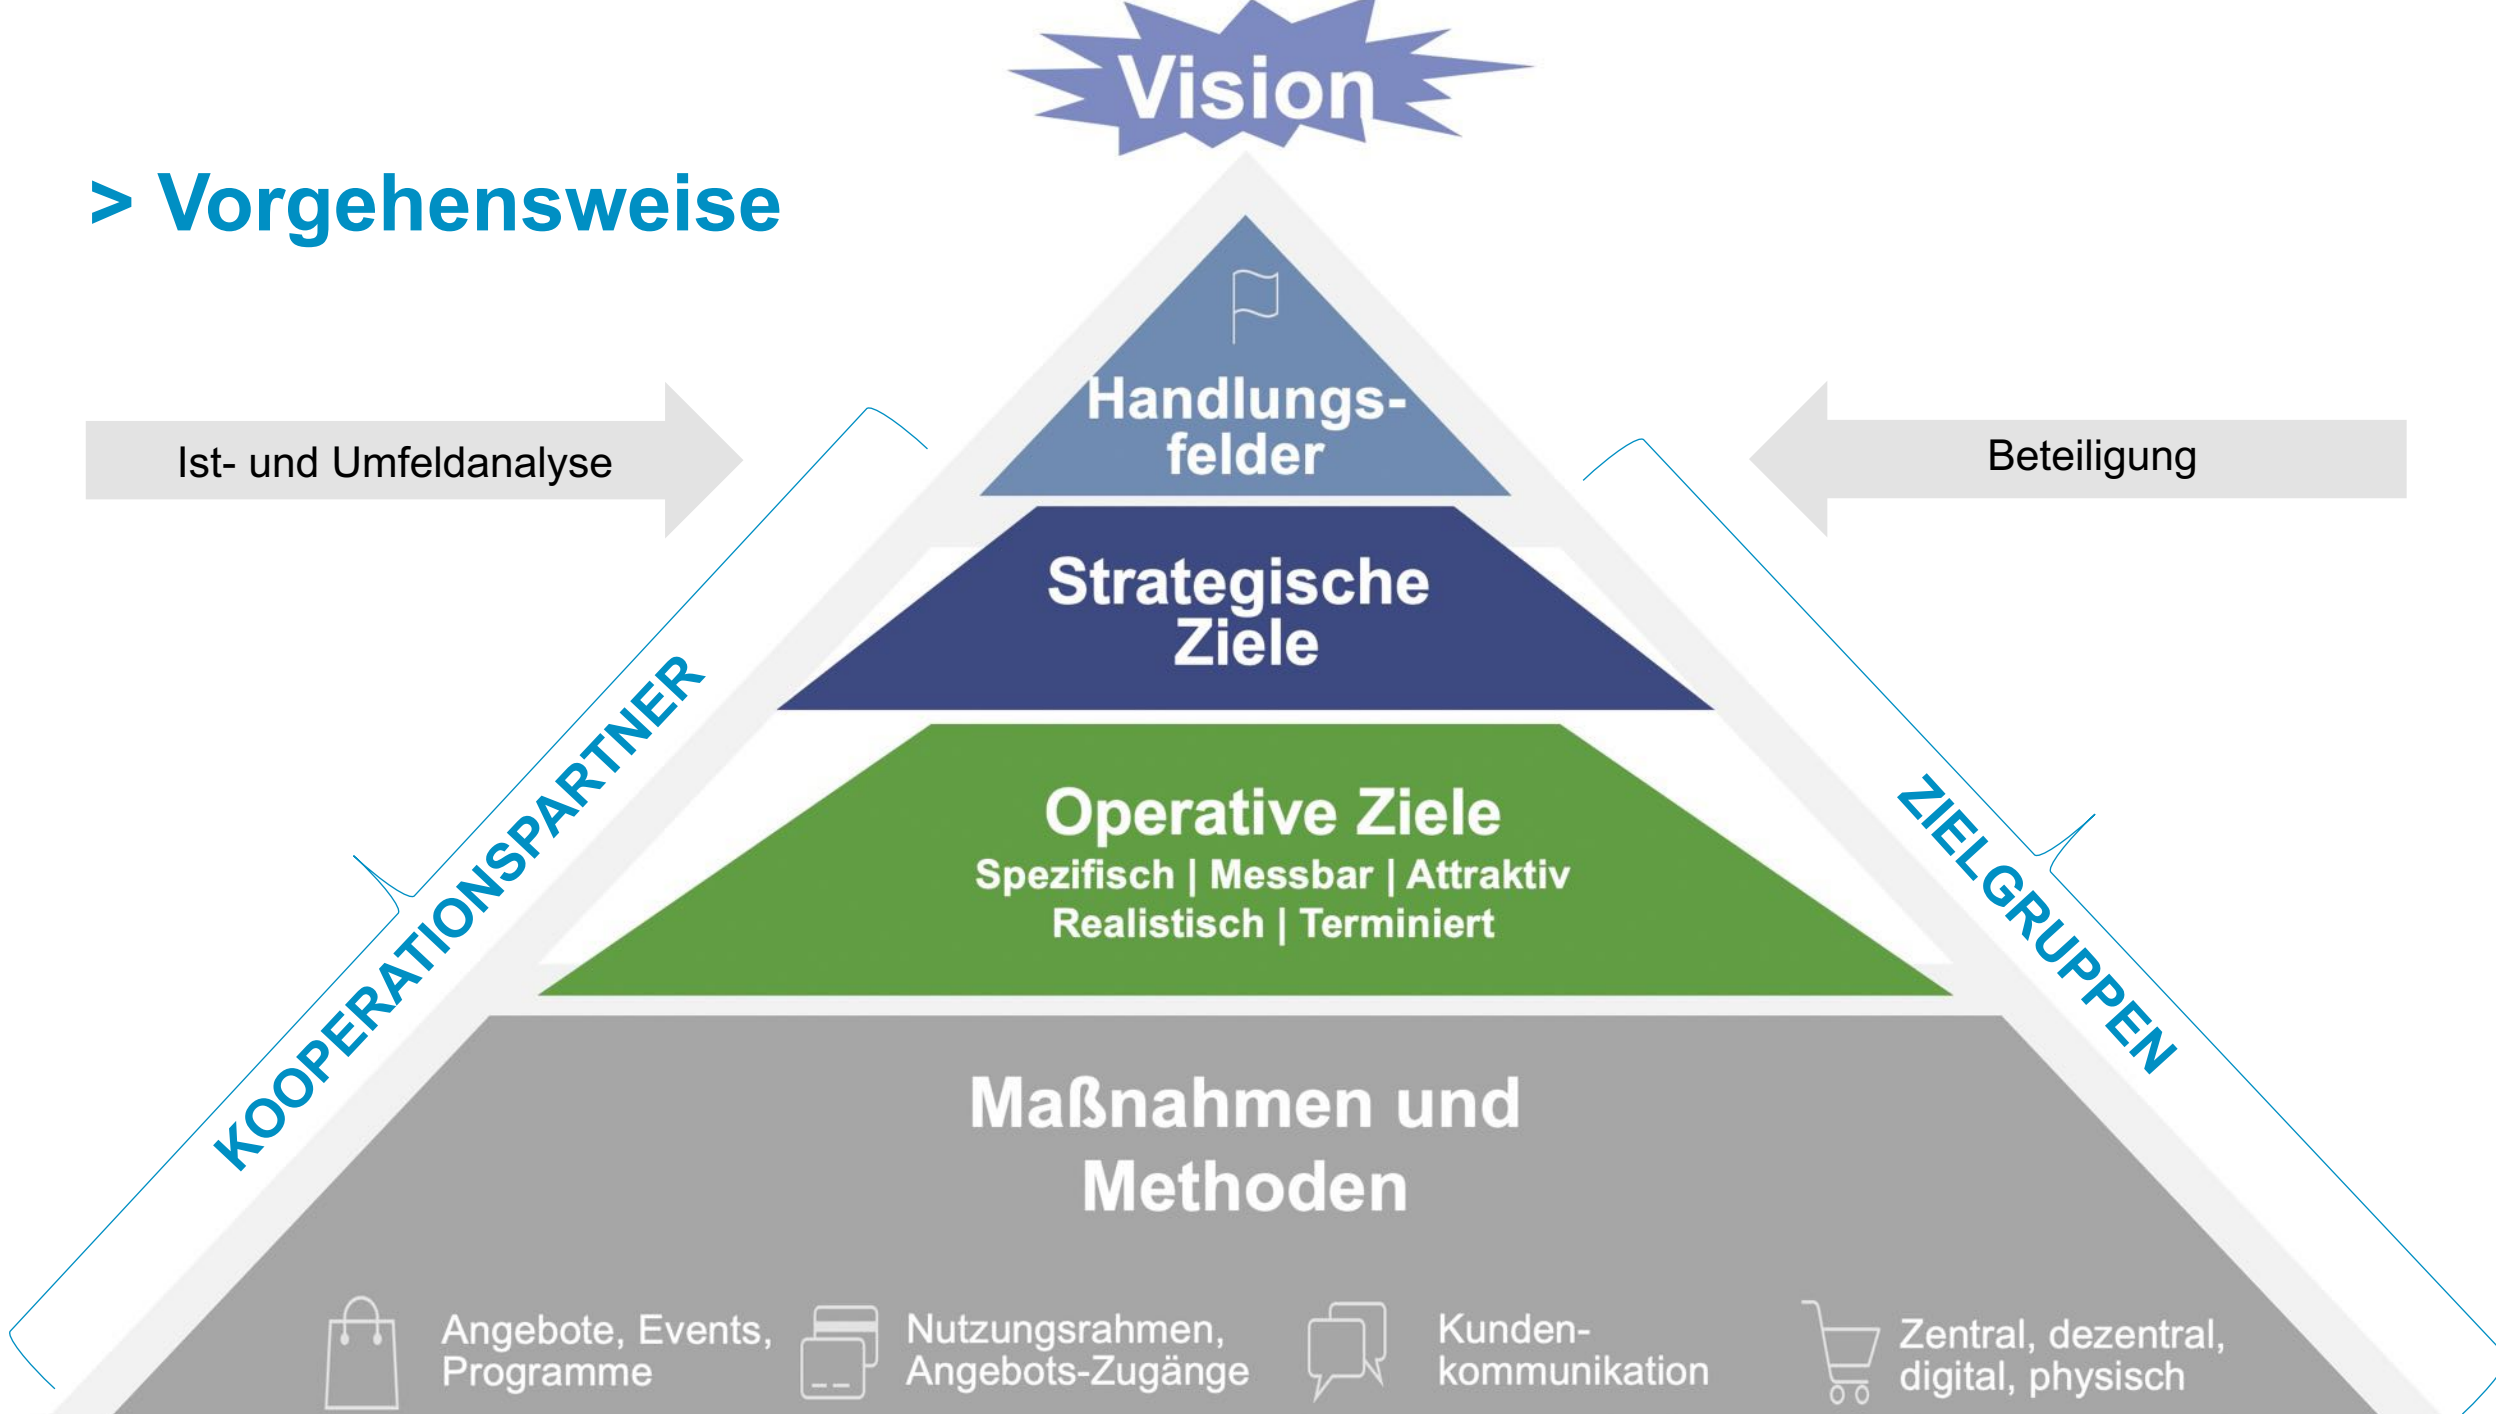 Vision
> Vorgehensweise
Handlungs-
felder
Ist- und Umfeldanalyse
Beteiligung
Strategische
Ziele
KOOPERATIONSPARTNER
ZIELGRUPPEN
Operative Ziele
Spezifisch | Messbar | Attraktiv
Realistisch | Terminiert
Maßnahmen und
Methoden
Angebote, Events,
Programme
Nutzungsrahmen,
Angebots-Zugänge
Kunden-
kommunikation
Zentral, dezentral,
digital, physisch